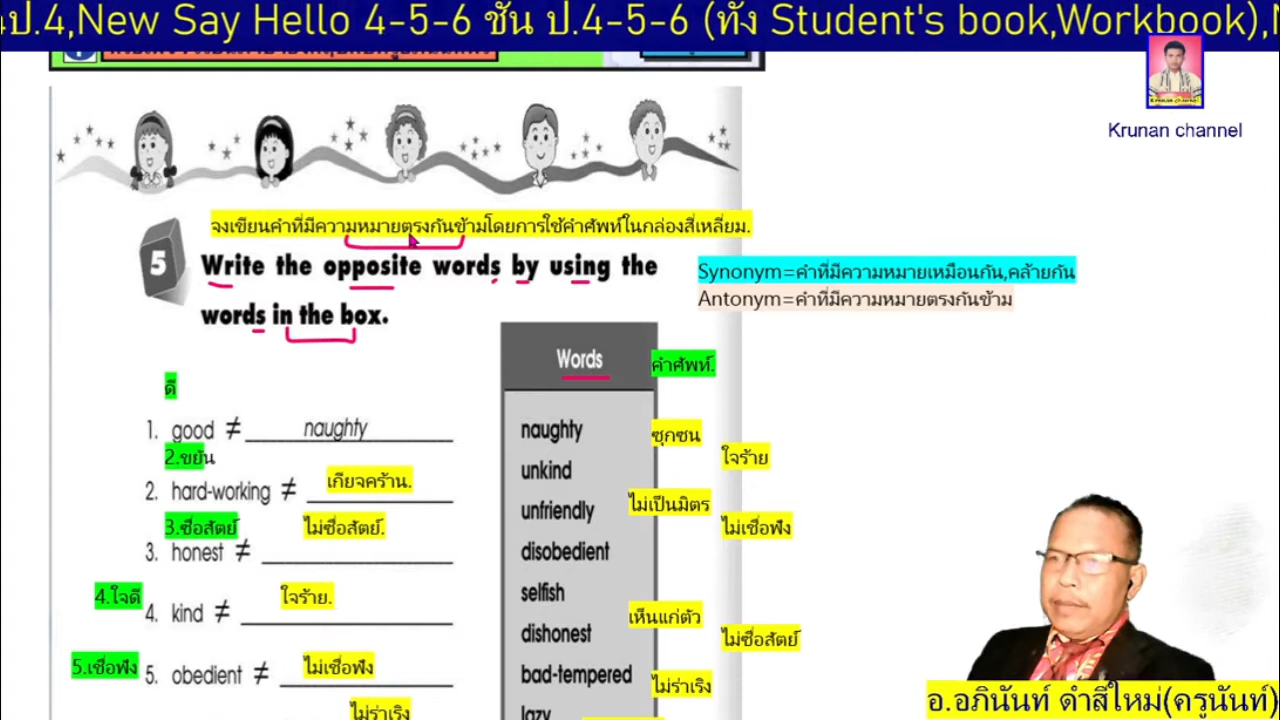 ป.4,New Say Hello 4-5-6 ชั้น ป.4-5-6 (ทั้ง Student's book,Workbook),
Krunan channel
จงเขียนคำที่มีความหมายตรงกันข้ามโดยการใช้คำศัพท์ในกล่องสี่เหลี่ยม.
5 Write the opposite words by using the
words in the box.
Synonym=คำที่มีความหมายเหมือนกัน,คล้ายกัน
Antonym=คำที่มีความหมายตรงกันข้าม
Words คำศัพท์.
ดี
1. good ≠ naughty
2.ขยัน
2. hard-working ≠ เกียจคร้าน.
3.ซื่อสัตย์ ไม่ซื่อสัตย์.
3. honest ≠
4.ใจดี ใจร้าย.
4. kind ≠
5.เชื่อฟัง ไม่เชื่อฟัง
5. obedient ≠
ไม่ร่าเริง
naughty ซุกซน
unkind ใจร้าย
unfriendly ไม่เป็นมิตร
disobedient ไม่เชื่อฟัง
selfish เห็นแก่ตัว
dishonest ไม่ซื่อสัตย์
bad-tempered ไม่ร่าเริง
lazy
อ.อภินันท์ ดำสีใหม่(ครูนันท์)